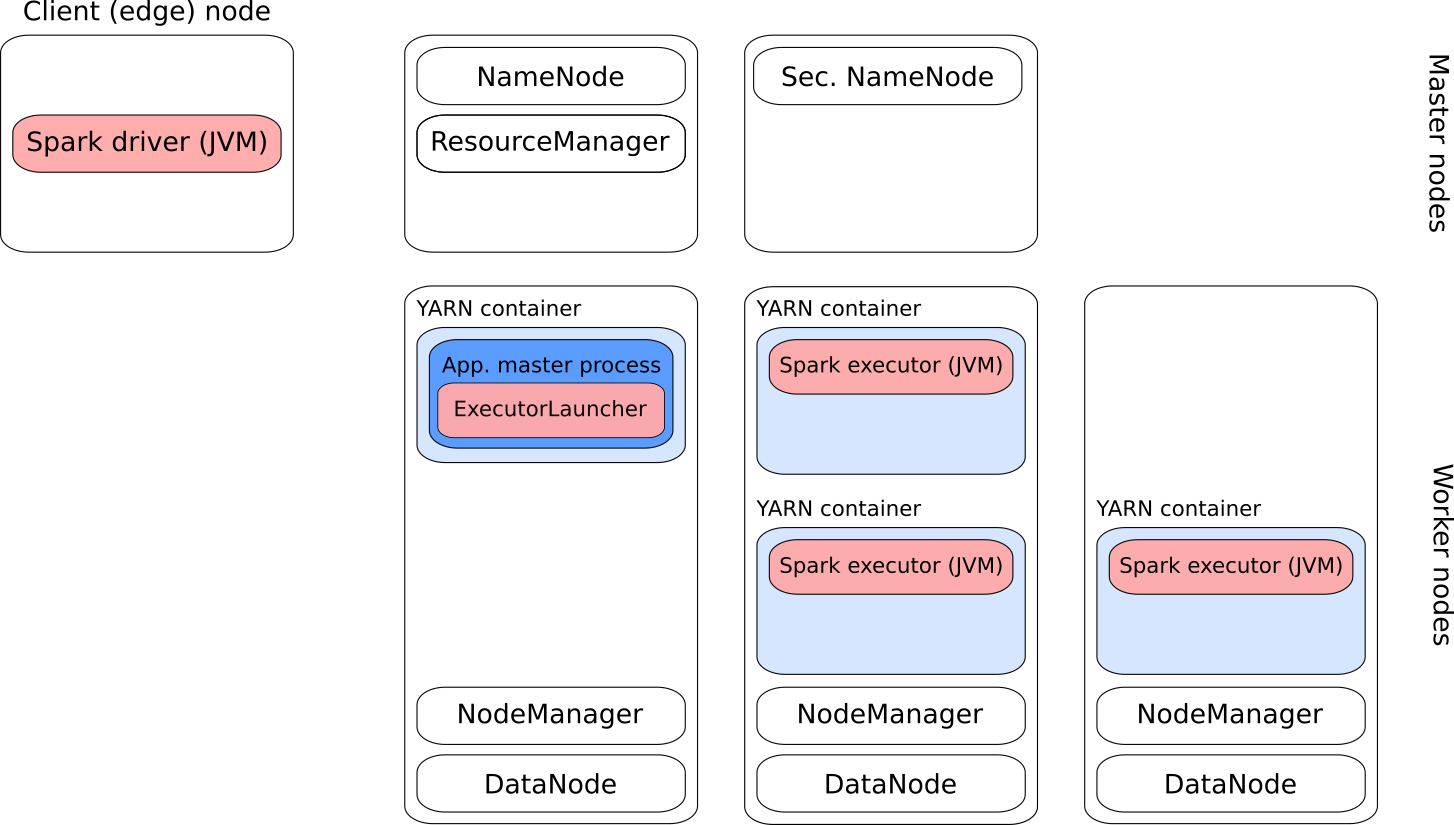 Client (edge) node
Spark driver (JVM)
NameNode
ResourceManager
Sec. NameNode
Master nodes
YARN container
App. master process
ExecutorLauncher
NodeManager
DataNode
YARN container
Spark executor (JVM)
YARN container
Spark executor (JVM)
NodeManager
DataNode
YARN container
Spark executor (JVM)
NodeManager
DataNode
Worker nodes